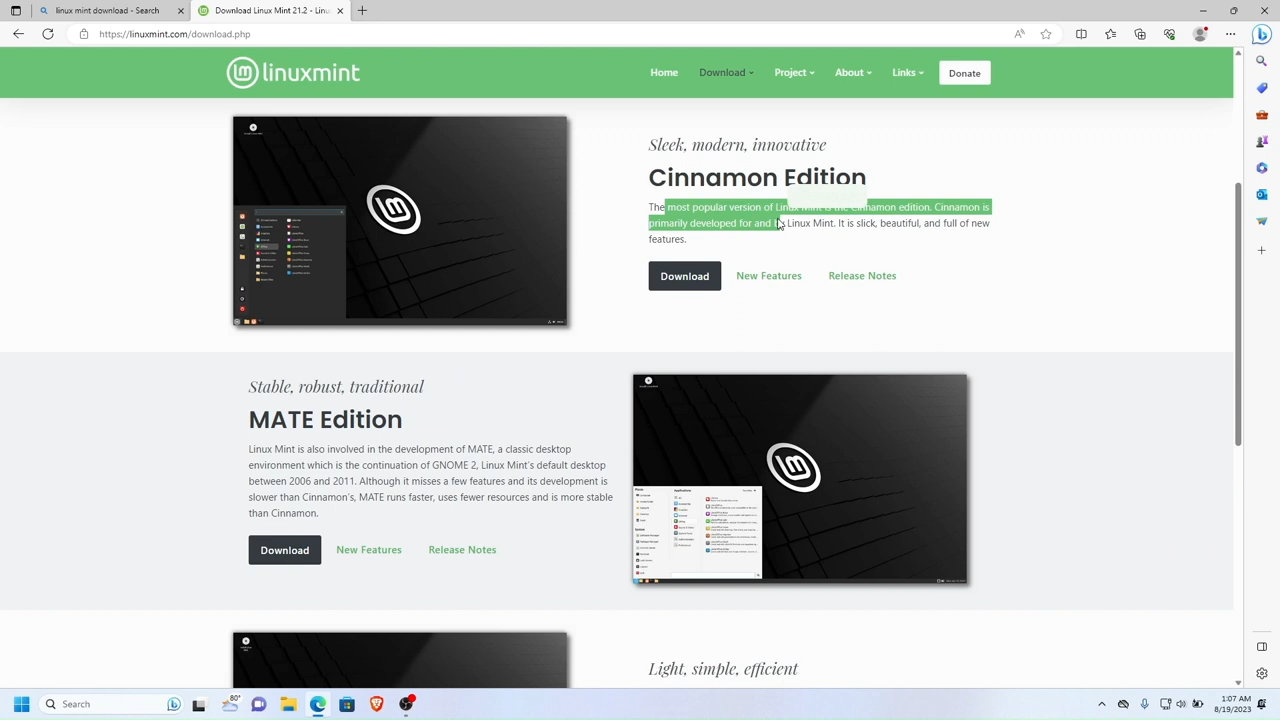 linux mint download - Search
Download Linux Mint 21.2 - Linu
https://linuxmint.com/download.php
linuxmint
Home
Download
Project
About
Links
Donate
Sleek, modern, innovative
Cinnamon Edition
The most popular version of Linux Mint is the Cinnamon edition. Cinnamon is
primarily developed for and by Linux Mint. It is slick, beautiful, and full of new
features.
Download
New Features
Release Notes
Stable, robust, traditional
MATE Edition
Linux Mint is also involved in the development of MATE, a classic desktop
environment which is the continuation of GNOME 2, Linux Mint's default desktop
between 2006 and 2011. Although it misses a few features and its development is
slower than Cinnamon's, MATE runs faster, uses fewer resources and is more stable
than Cinnamon.
Download
New Features
Release Notes
Light, simple, efficient
Search
80°
1:07 AM
8/19/2023